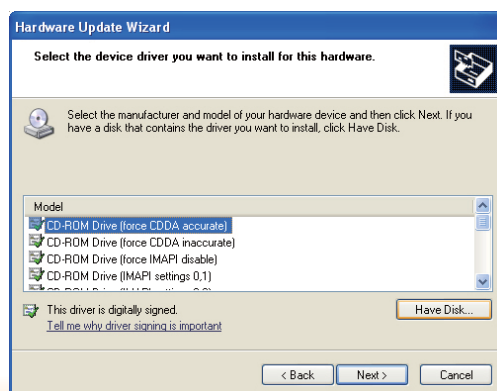 Hardware Update Wizard
Select the device driver you want to install for this hardware.
Select the manufacturer and model of your hardware device and then click Next. If you
have a disk that contains the driver you want to install, click Have Disk.
Model
CD-ROM Drive (force CDDA accurate)
CD-ROM Drive (force CDDA inaccurate)
CD-ROM Drive (force IMAPI disable)
CD-ROM Drive (IMAPI settings 0,1)
This driver is digitally signed.
Have Disk...
Tell me why driver signing is important
< Back
Next >
Cancel